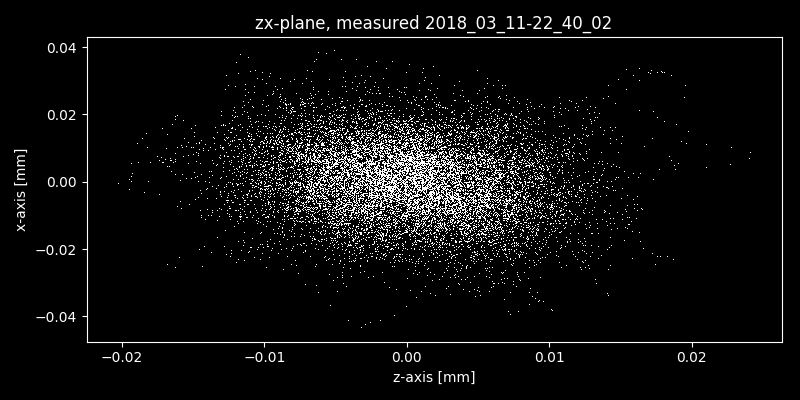 zx-plane, measured 2018_03_11-22_40_02
0.04
0.02
0.00
−0.02
−0.04
x-axis [mm]
−0.02 −0.01 0.00 0.01 0.02
z-axis [mm]